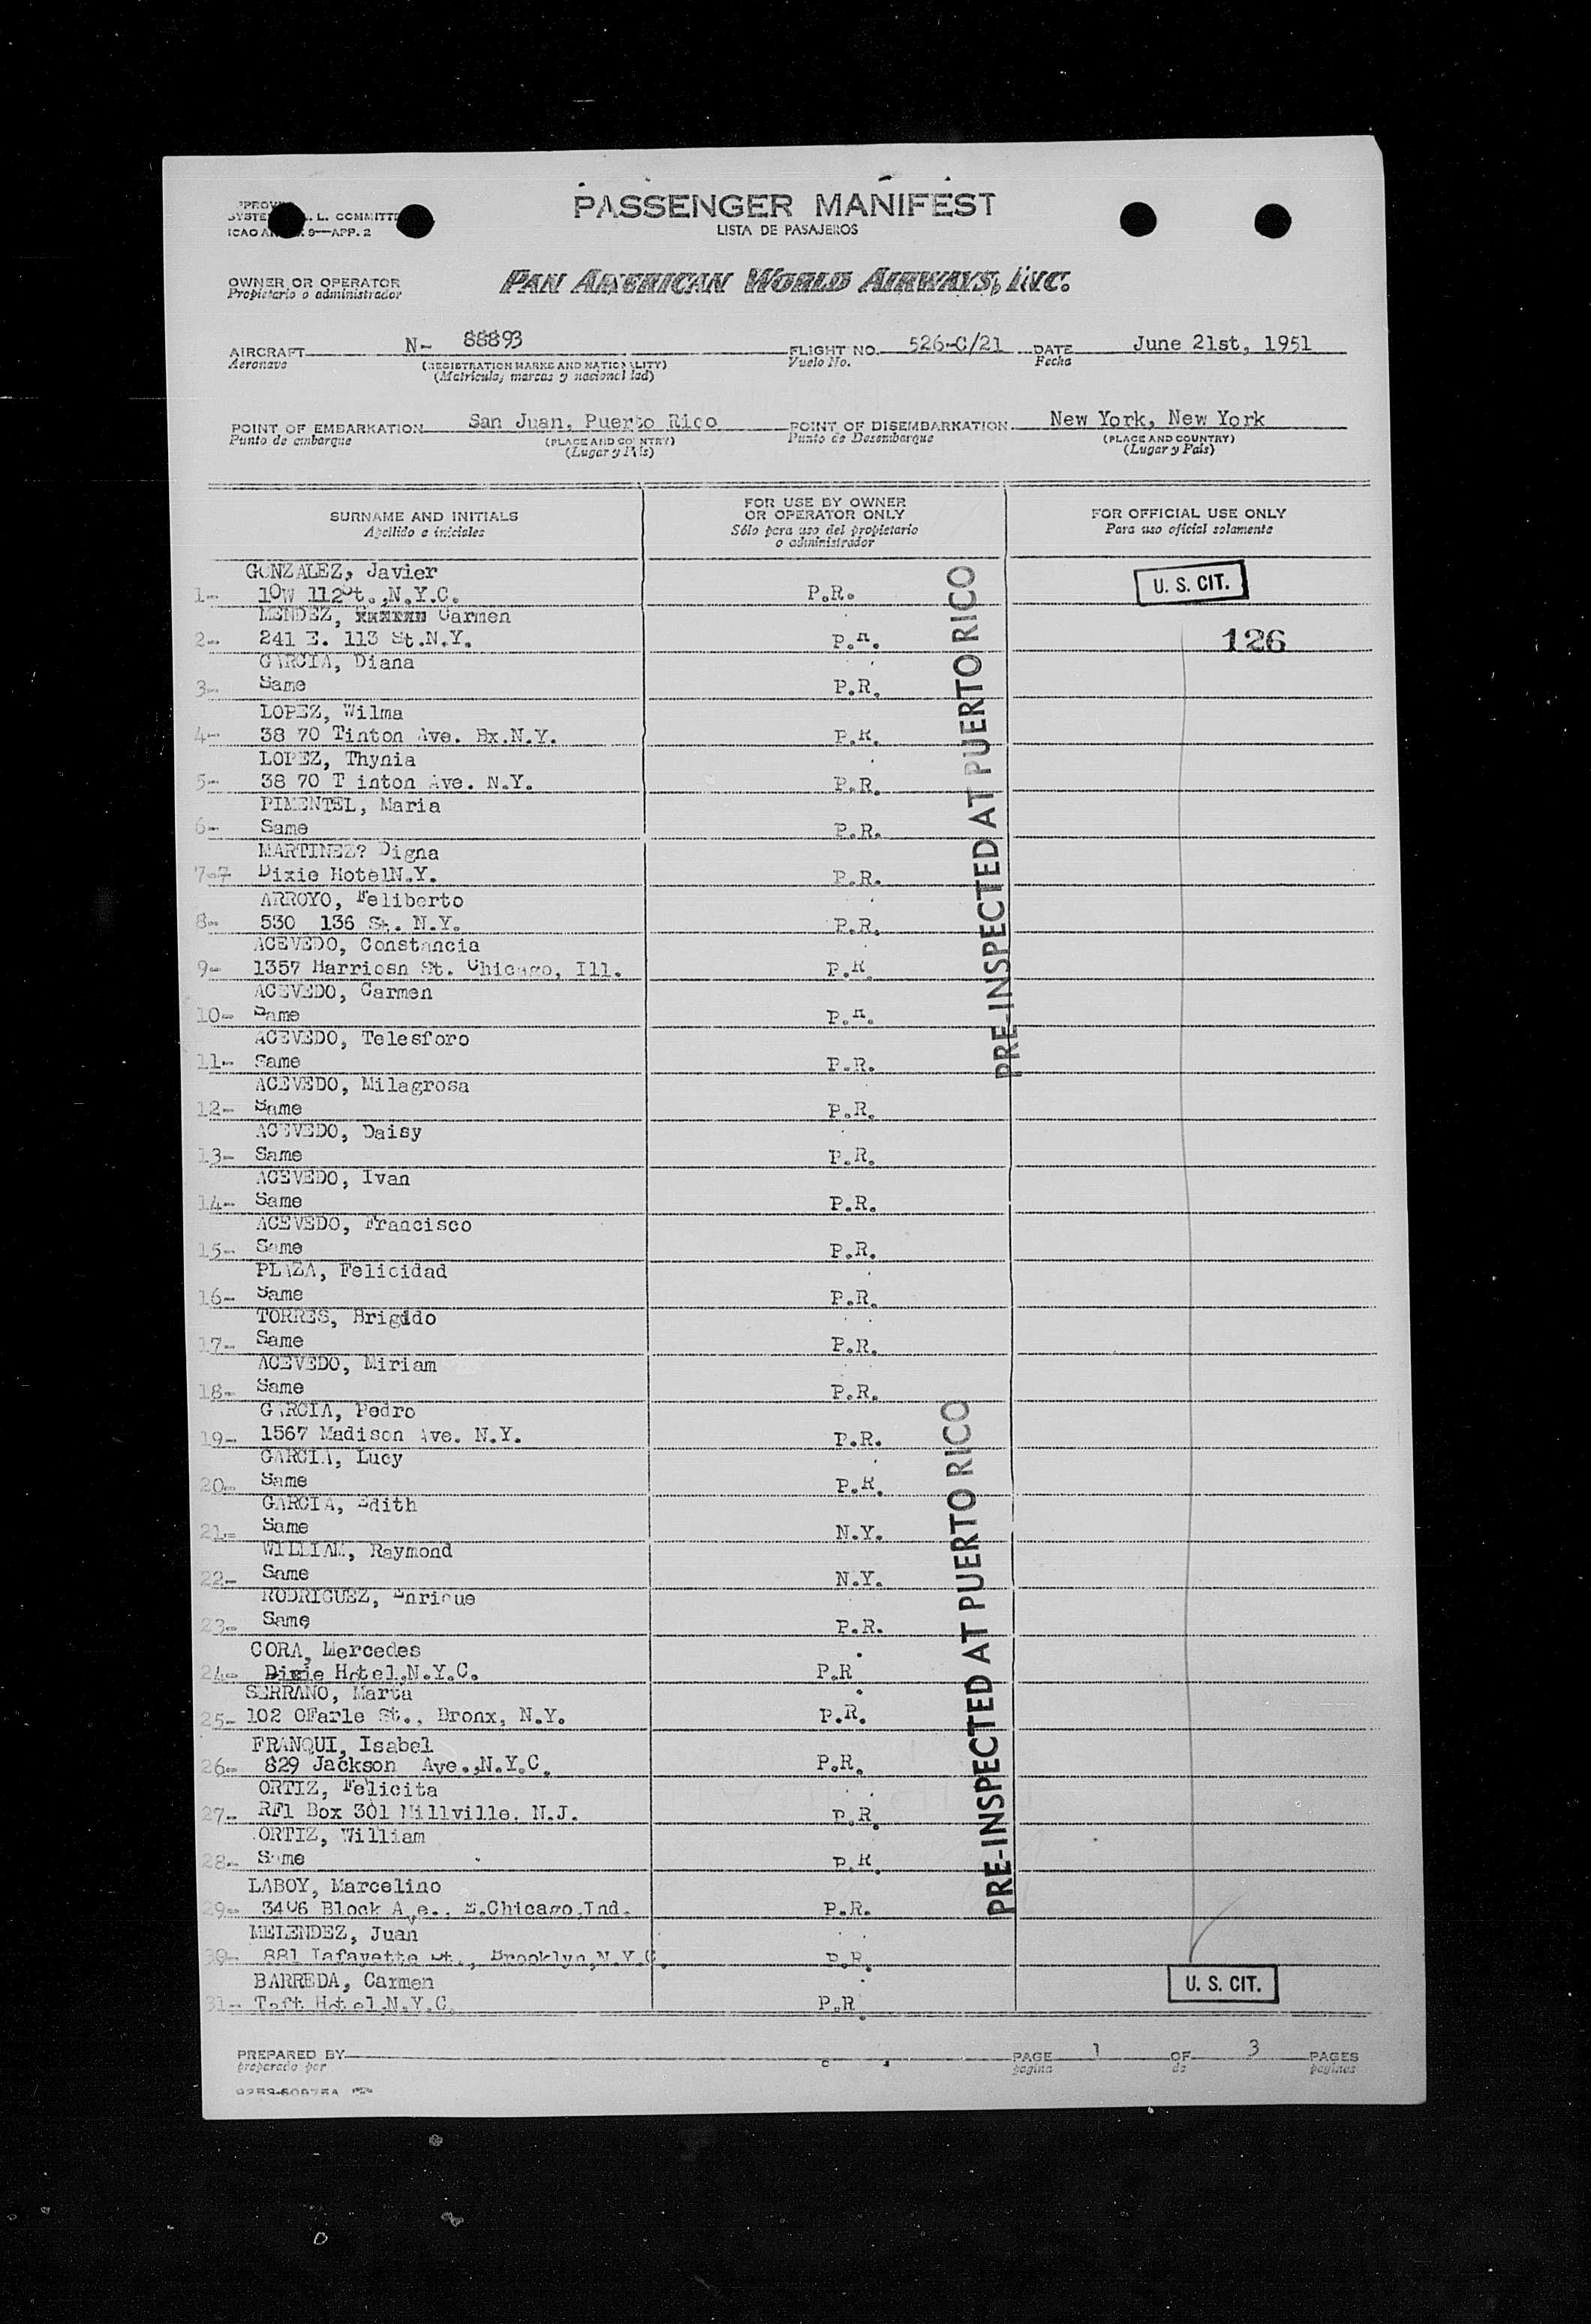 PASSENGER MANIFEST
LISTA DE PASAJEROS
L. COMMITTE
9—APP. 2
OWNER OR OPERATOR
Propietario o administrador
PAN AMERICAN WORLD AIRWAYS, INC.
AIRCRAFT N- 88893 FLIGHT NO. 526-C/21 DATE June 21st, 1951
Aeronave (REGISTRATION MARKS AND NATIONALITY) Vuelo No. Fecha
(Matricula, marcas y nacionalidad)
POINT OF EMBARKATION San Juan, Puerto Rico POINT OF DISEMBARKATION New York, New York
Punto de embarque (PLACE AND COUNTRY) Punto de Desembarque (PLACE AND COUNTRY)
(Lugar y País) (Lugar y País)
SURNAME AND INITIALS
Apellido e iniciales
FOR USE BY OWNER
OR OPERATOR ONLY
Sólo para uso del propietario
o administrador
FOR OFFICIAL USE ONLY
Para uso oficial solamente
GONZALEZ, Javier
1- 10W 112St.,N.Y.C. P.R. U. S. CIT.
MENDEZ, Carmen
2- 241 E. 113 St.N.Y. P.R. 126
GARCIA, Diana
3- Same P.R.
LOPEZ, Wilma
4- 38 70 Tinton Ave. Bx.N.Y. P.R.
LOPEZ, Thynia
5- 38 70 T inton Ave. N.Y. P.R.
PIMENTEL, Maria
6- Same P.R.
MARTINEZ? Digna
7-7 Dixie HotelN.Y. P.R.
ARROYO, Feliberto
8- 530 136 St. N.Y. P.R.
ACEVEDO, Constancia
9- 1357 Harriosn St. Chicago, Ill. P.R.
ACEVEDO, Carmen
10- Same P.R.
ACEVEDO, Telesforo
11- Same P.R.
ACEVEDO, Milagrosa
12- Same P.R.
ACEVEDO, Daisy
13- Same P.R.
ACEVEDO, Ivan
14- Same P.R.
ACEVEDO, Francisco
15- Same P.R.
PLAZA, Felicidad
16- Same P.R.
TORRES, Brigido
17- Same P.R.
ACEVEDO, Miriam
18- Same P.R.
GARCIA, Pedro
19- 1567 Madison Ave. N.Y. P.R.
GARCIA, Lucy
20- Same P.R.
GARCIA, Edith
21- Same N.Y.
WILLIAM, Raymond
22- Same N.Y.
RODRIGUEZ, Enrique
23- Same P.R.
CORA, Mercedes
24- Dixie Hotel,N.Y.C. P.R.
SERRANO, Marta
25- 102 OFarle St., Bronx, N.Y. P.R.
FRANQUI, Isabel
26- 829 Jackson Ave.,N.Y.C. P.R.
ORTIZ, Felicita
27- RF1 Box 301 Millville. N.J. P.R.
ORTIZ, William
28- Same P.R.
LABOY, Marcelino
29- 3406 Block Ave., E.Chicago,Ind. P.R.
MELENDEZ, Juan
30- 881 Lafayette St., Brooklyn,N.Y.C. P.R.
BARREDA, Carmen
31- Taft Hotel,N.Y.C. P.R. U. S. CIT.
PRE-INSPECTED AT PUERTO RICO
PRE-INSPECTED AT PUERTO RICO
PREPARED BY PAGE 1 OF 3 PAGES
preparado por pagina de paginas